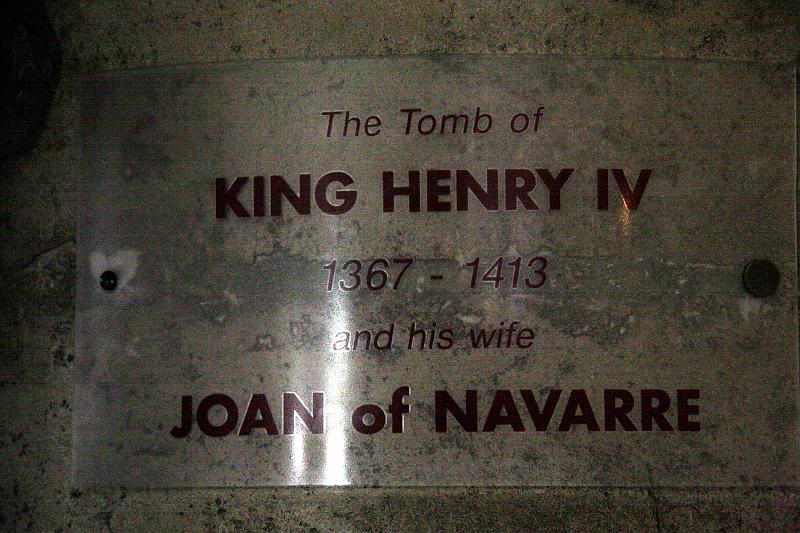 The Tomb of
KING HENRY IV
1367 - 1413
and his wife
JOAN of NAVARRE